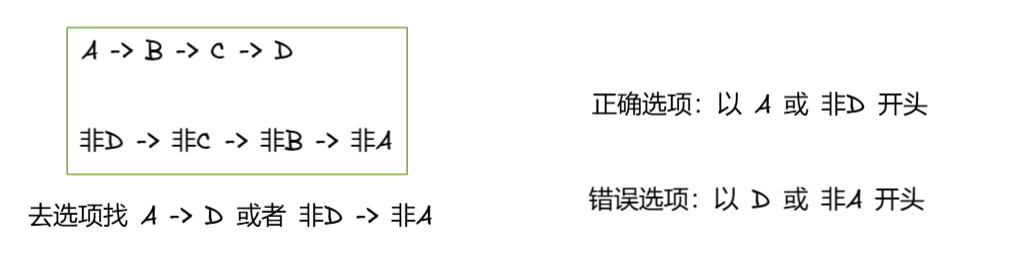 A -> B -> C -> D
非D -> 非C -> 非B -> 非A
去选项找 A -> D 或者 非D -> 非A
正确选项：以 A 或 非D 开头
错误选项：以 D 或 非A 开头